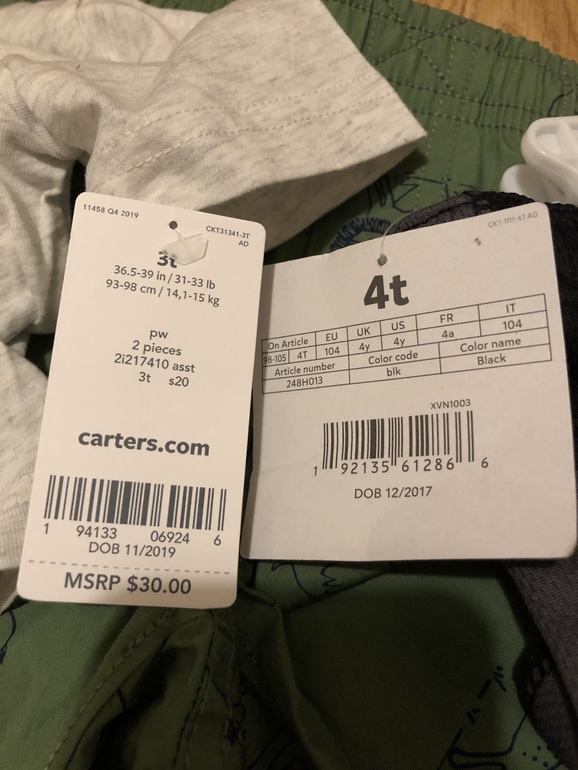 11458 Q4 2019
CKT31341-3T
AD
3t
36.5-39 in / 31-33 lb
93-98 cm / 14,1-15 kg
pw
2 pieces
2i217410 asst
3t s20
carters.com
1 94133 06924 6
DOB 11/2019
MSRP $30.00
CKT-1111-4T AD
4t
On Article EU UK US FR IT
98-105 4T 104 4y 4y 4a 104
Article number Color code Color name
248H013 blk Black
XVN1003
1 92135 61286 6
DOB 12/2017